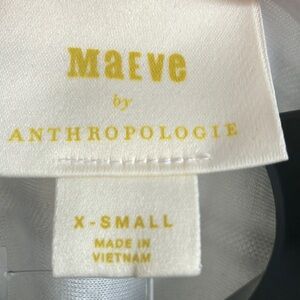 Maeve
by
ANTHROPOLOGIE
X-SMALL
MADE IN
VIETNAM